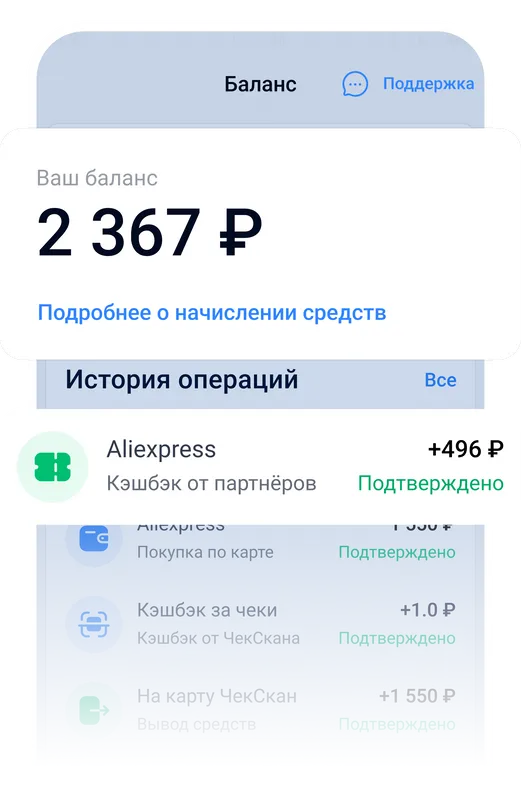 Баланс
Поддержка
Ваш баланс
2 367 ₽
Подробнее о начислении средств
История операций
Все
Aliexpress
+496 ₽
Кэшбэк от партнёров
Подтверждено
Aliexpress
Покупка по карте
Подтверждено
Кэшбэк за чеки
+1.0 ₽
Кэшбэк от ЧекСкана
Подтверждено
На карту ЧекСкан
+1 550 ₽
Вывод средств
Подтверждено